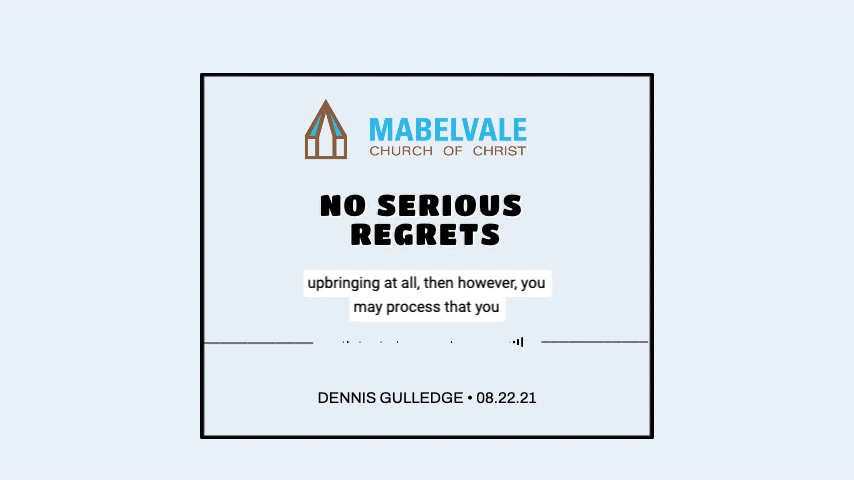 MABELVALE
CHURCH OF CHRIST
NO SERIOUS
REGRETS
upbringing at all, then however, you
may process that you
DENNIS GULLEDGE • 08.22.21